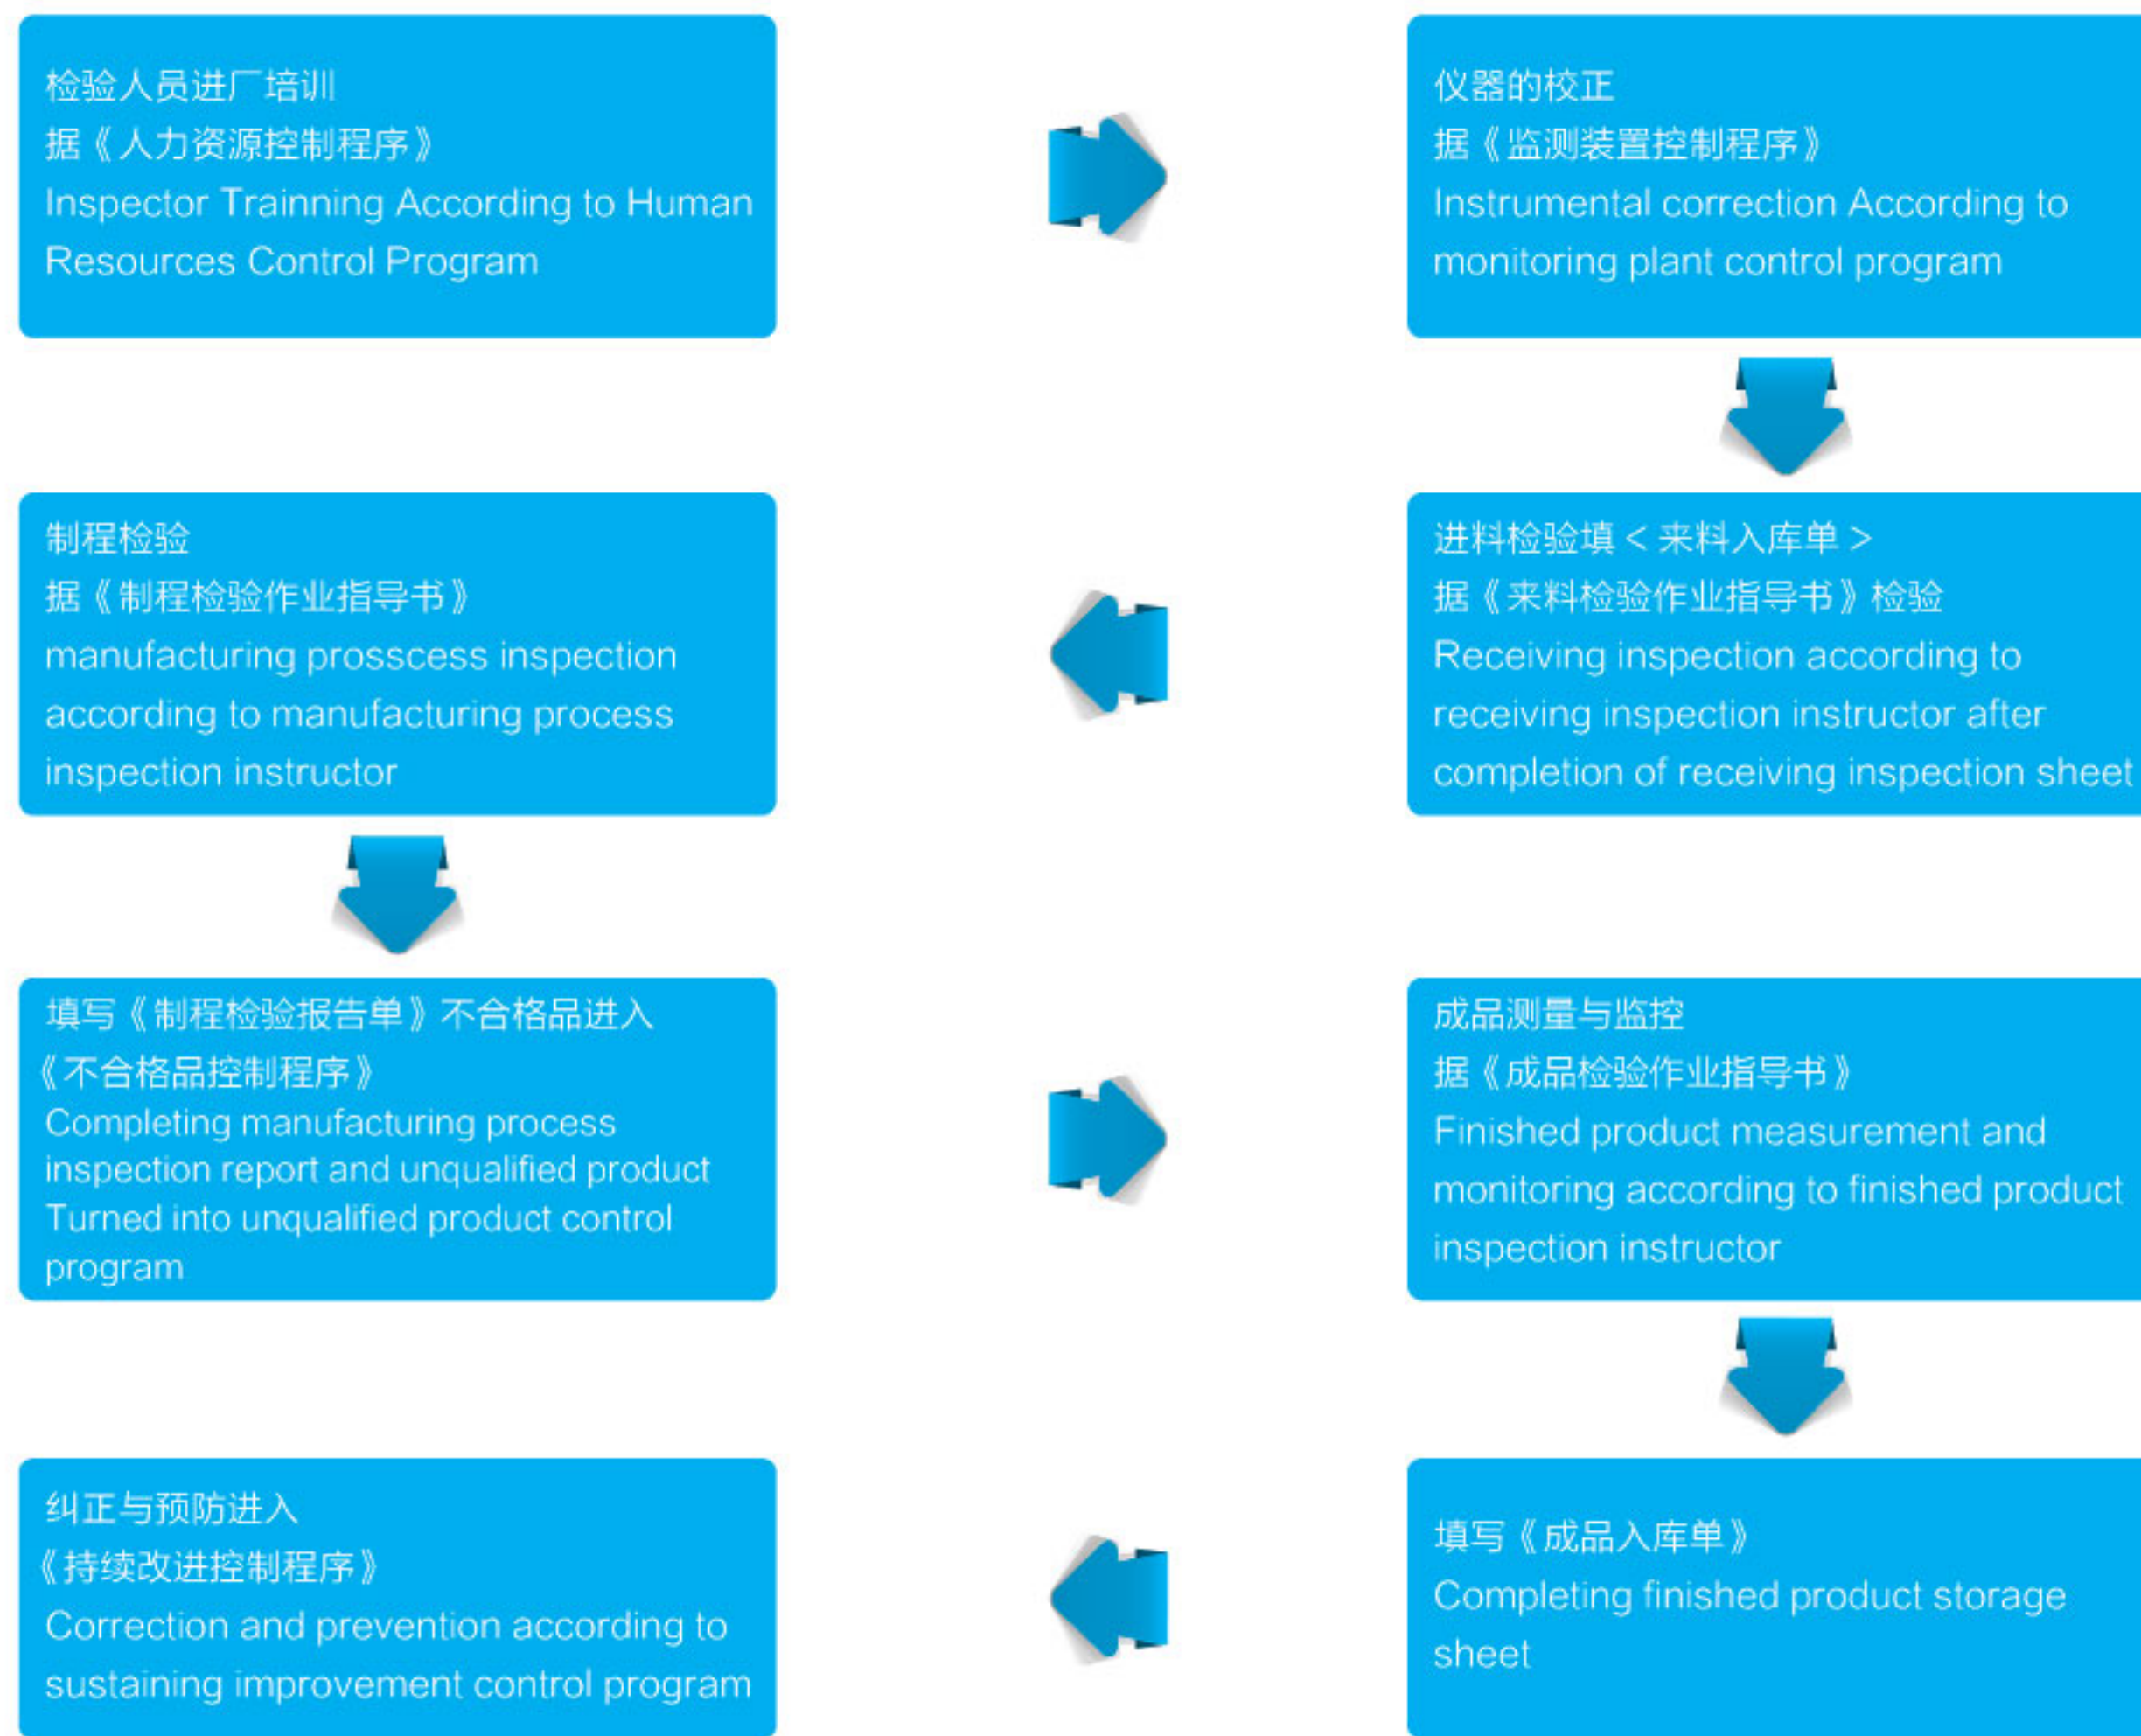 检验人员进厂培训
据《人力资源控制程序》
Inspector Trainning According to Human
Resources Control Program
仪器的校正
据《监测装置控制程序》
Instrumental correction According to
monitoring plant control program
进料检验填 < 来料入库单 >
据《来料检验作业指导书》检验
Receiving inspection according to
receiving inspection instructor after
completion of receiving inspection sheet
制程检验
据《制程检验作业指导书》
manufacturing prosscess inspection
according to manufacturing process
inspection instructor
填写《制程检验报告单》不合格品进入
《不合格品控制程序》
Completing manufacturing process
inspection report and unqualified product
Turned into unqualified product control
program
成品测量与监控
据《成品检验作业指导书》
Finished product measurement and
monitoring according to finished product
inspection instructor
填写《成品入库单》
Completing finished product storage
sheet
纠正与预防进入
《持续改进控制程序》
Correction and prevention according to
sustaining improvement control program